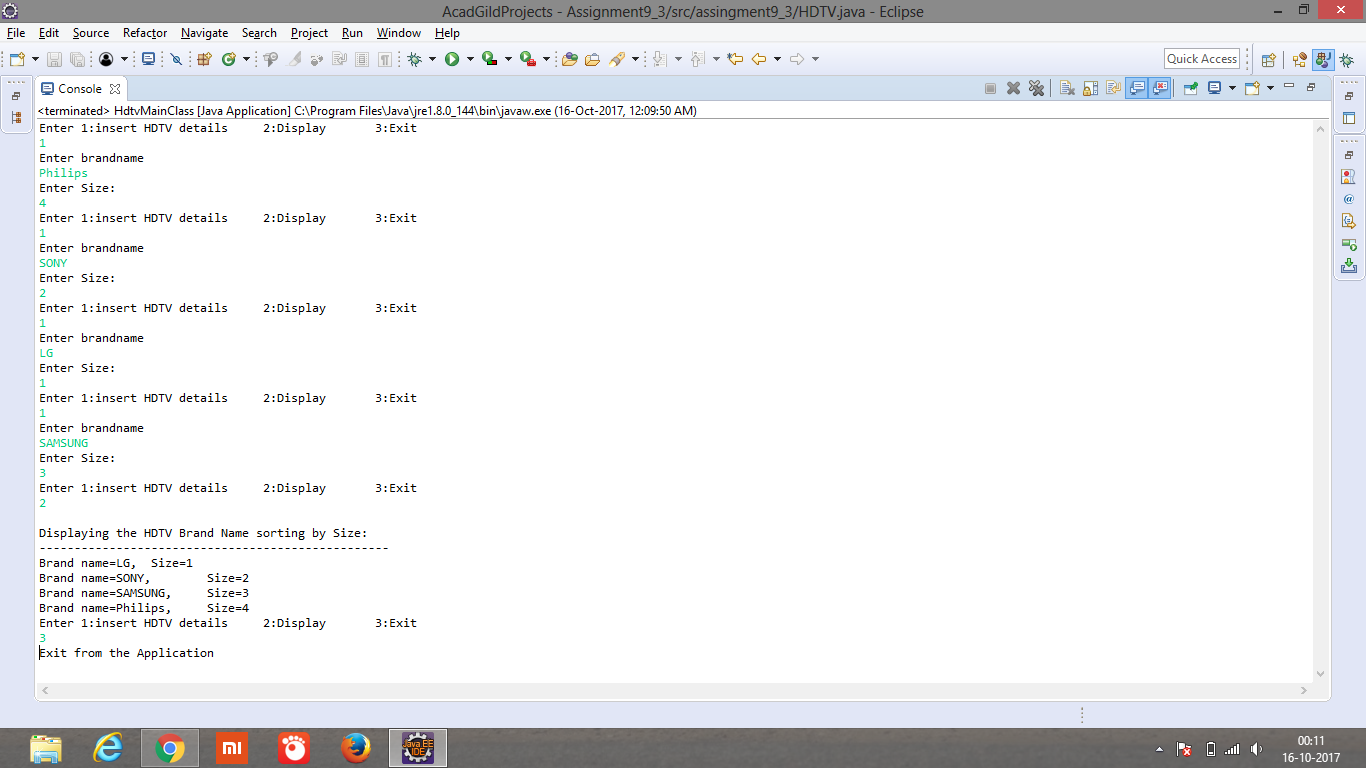 AcadGildProjects - Assignment9_3/src/assingment9_3/HDTV.java - Eclipse
File Edit Source Refactor Navigate Search Project Run Window Help
Quick Access
Console
<terminated> HdtvMainClass [Java Application] C:\Program Files\Java\jre1.8.0_144\bin\javaw.exe (16-Oct-2017, 12:09:50 AM)
Enter 1:insert HDTV details 2:Display 3:Exit
1
Enter brandname
Philips
Enter Size:
4
Enter 1:insert HDTV details 2:Display 3:Exit
1
Enter brandname
SONY
Enter Size:
2
Enter 1:insert HDTV details 2:Display 3:Exit
1
Enter brandname
LG
Enter Size:
1
Enter 1:insert HDTV details 2:Display 3:Exit
1
Enter brandname
SAMSUNG
Enter Size:
3
Enter 1:insert HDTV details 2:Display 3:Exit
2
Displaying the HDTV Brand Name sorting by Size:
--------------------------------------------------
Brand name=LG, Size=1
Brand name=SONY, Size=2
Brand name=SAMSUNG, Size=3
Brand name=Philips, Size=4
Enter 1:insert HDTV details 2:Display 3:Exit
3
Exit from the Application
mi
Java EE
IDE
00:11
16-10-2017